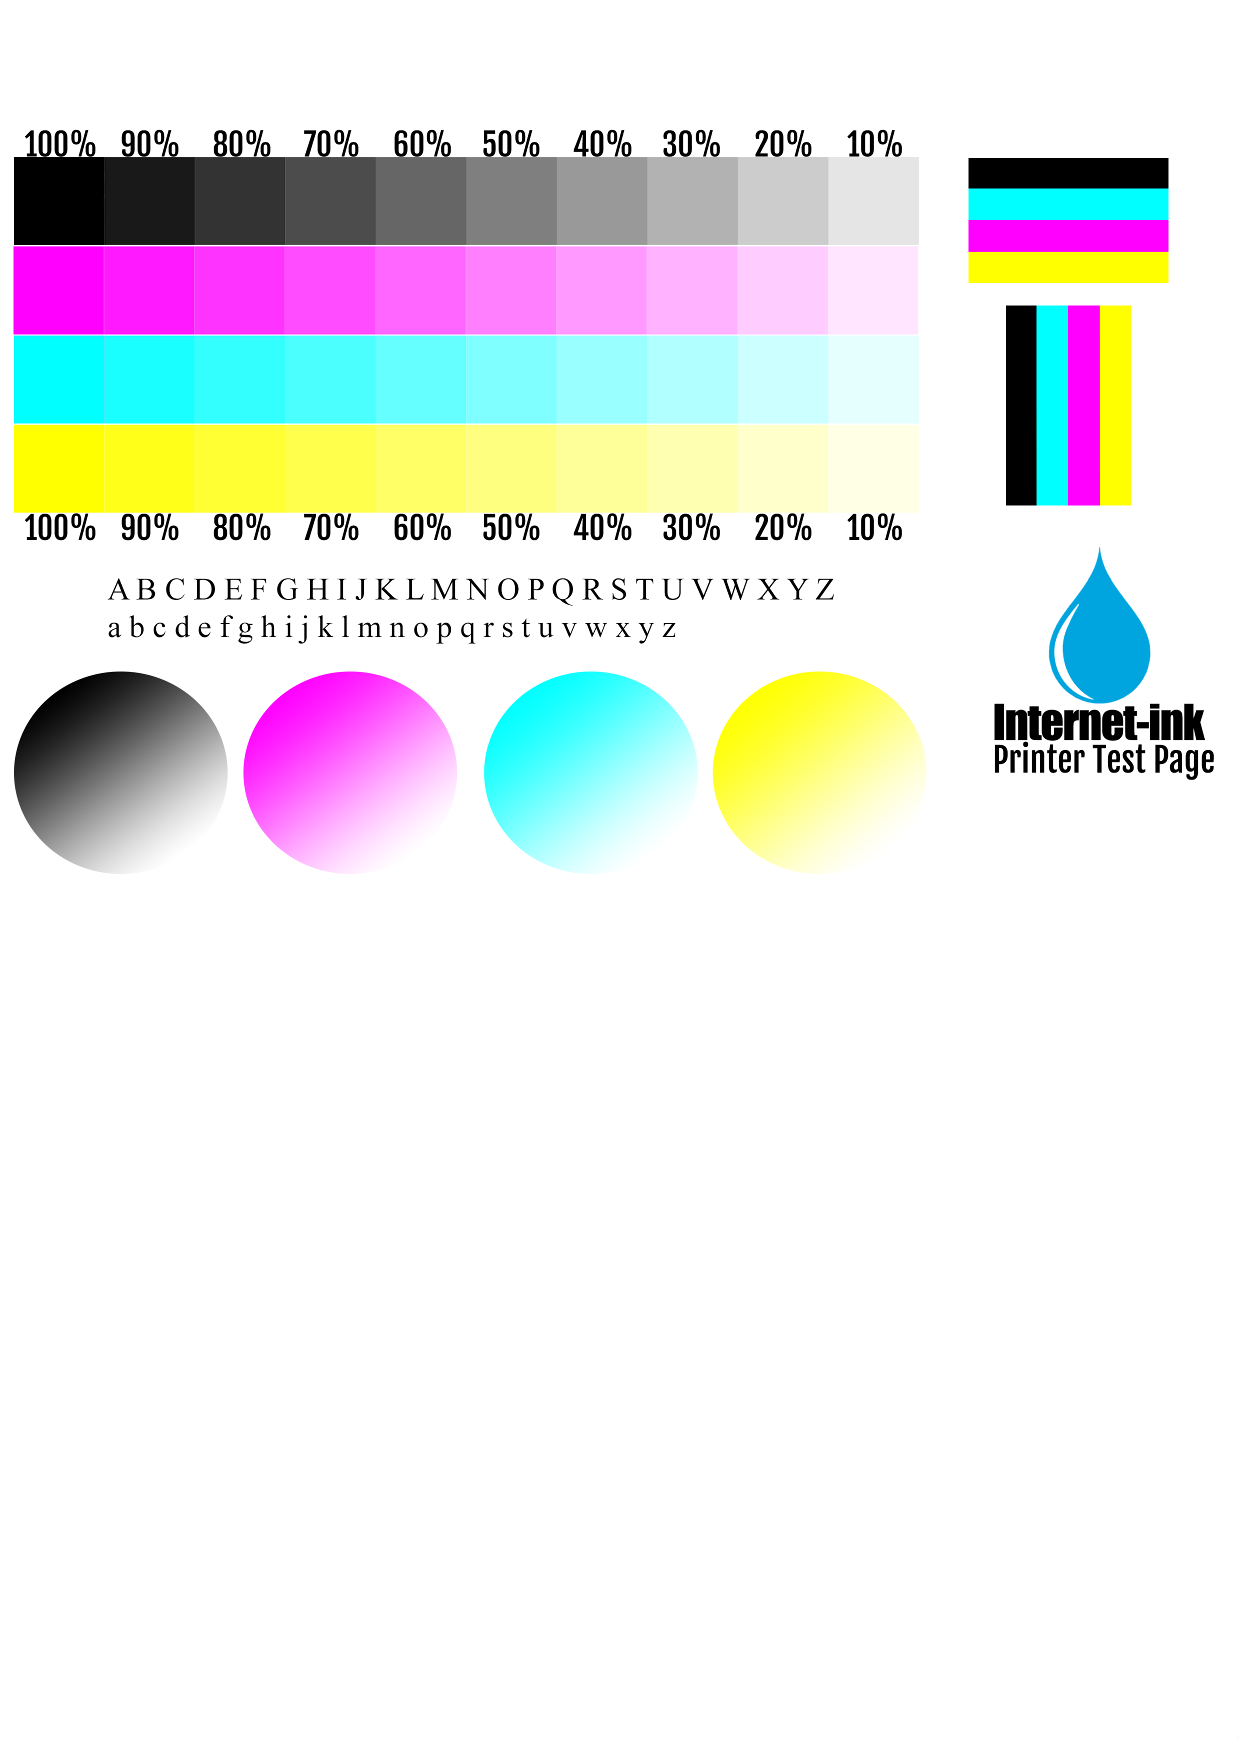 100% 90% 80% 70% 60% 50% 40% 30% 20% 10%
100% 90% 80% 70% 60% 50% 40% 30% 20% 10%
A B C D E F G H I J K L M N O P Q R S T U V W X Y Z
a b c d e f g h i j k l m n o p q r s t u v w x y z
Internet-ink
Printer Test Page